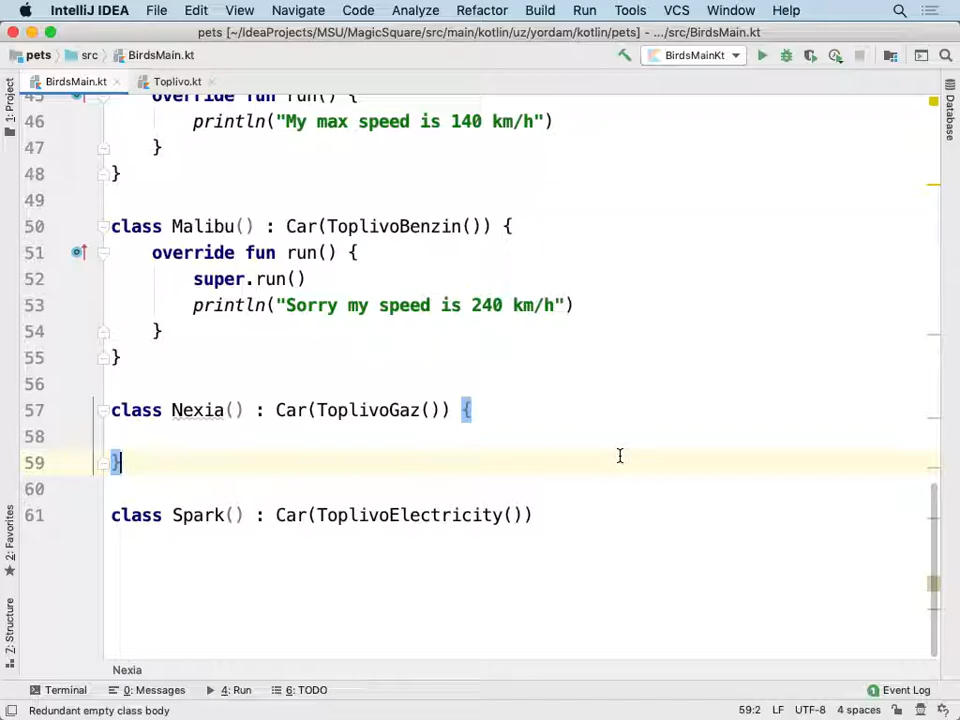 IntelliJ IDEA File Edit View Navigate Code Analyze Refactor Build Run Tools VCS Window Help
pets [~/IdeaProjects/MSU/MagicSquare/src/main/kotlin/uz/yordam/kotlin/pets] - .../src/BirdsMain.kt
pets src BirdsMain.kt BirdsMainKt
BirdsMain.kt Toplivo.kt
1: Project
Database
45 override fun run() {
46 println("My max speed is 140 km/h")
47 }
48 }
49
50 class Malibu() : Car(ToplivoBenzin()) {
51 override fun run() {
52 super.run()
53 println("Sorry my speed is 240 km/h")
54 }
55 }
56
57 class Nexia() : Car(ToplivoGaz()) {
58
59 }
60
61 class Spark() : Car(ToplivoElectricity())
2: Favorites
7: Structure
Nexia
Terminal 0: Messages 4: Run 6: TODO Event Log
Redundant empty class body 59:2 LF UTF-8 4 spaces